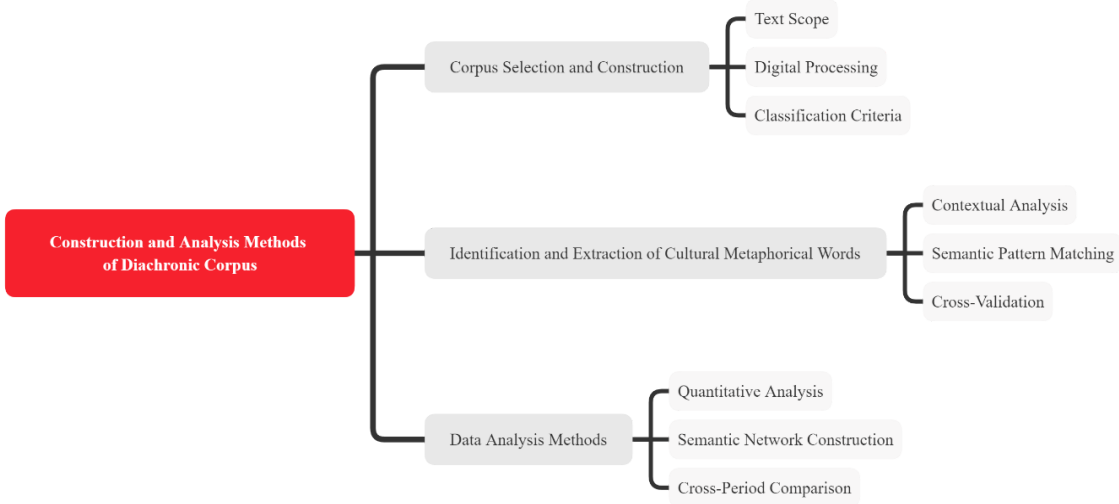 Construction and Analysis Methods
of Diachronic Corpus
Corpus Selection and Construction
Text Scope
Digital Processing
Classification Criteria
Identification and Extraction of Cultural Metaphorical Words
Contextual Analysis
Semantic Pattern Matching
Cross-Validation
Data Analysis Methods
Quantitative Analysis
Semantic Network Construction
Cross-Period Comparison